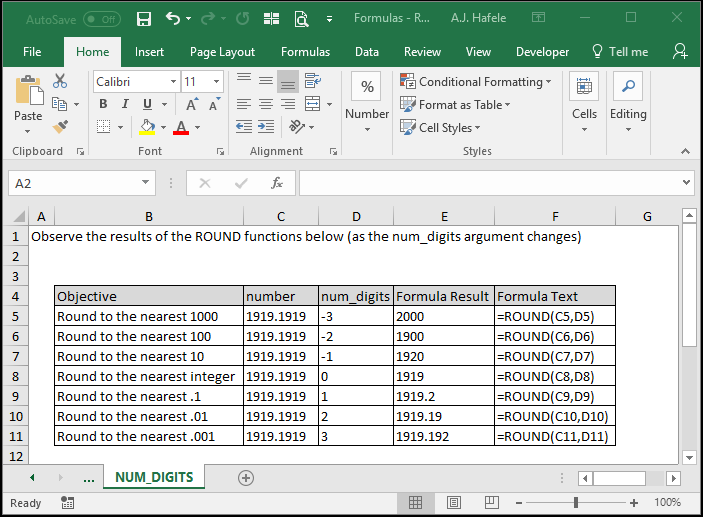 AutoSave Off Formulas - R... A.J. Hafele
File Home Insert Page Layout Formulas Data Review View Developer Tell me
Paste Calibri 11 % Number Conditional Formatting Cells Editing
B I U A A Format as Table
A Cell Styles
Clipboard Font Alignment Styles
A2 fx
A B C D E F G
1 Observe the results of the ROUND functions below (as the num_digits argument changes)
2
3
4 Objective number num_digits Formula Result Formula Text
5 Round to the nearest 1000 1919.1919 -3 2000 =ROUND(C5,D5)
6 Round to the nearest 100 1919.1919 -2 1900 =ROUND(C6,D6)
7 Round to the nearest 10 1919.1919 -1 1920 =ROUND(C7,D7)
8 Round to the nearest integer 1919.1919 0 1919 =ROUND(C8,D8)
9 Round to the nearest .1 1919.1919 1 1919.2 =ROUND(C9,D9)
10 Round to the nearest .01 1919.1919 2 1919.19 =ROUND(C10,D10)
11 Round to the nearest .001 1919.1919 3 1919.192 =ROUND(C11,D11)
12
... NUM_DIGITS
Ready 100%